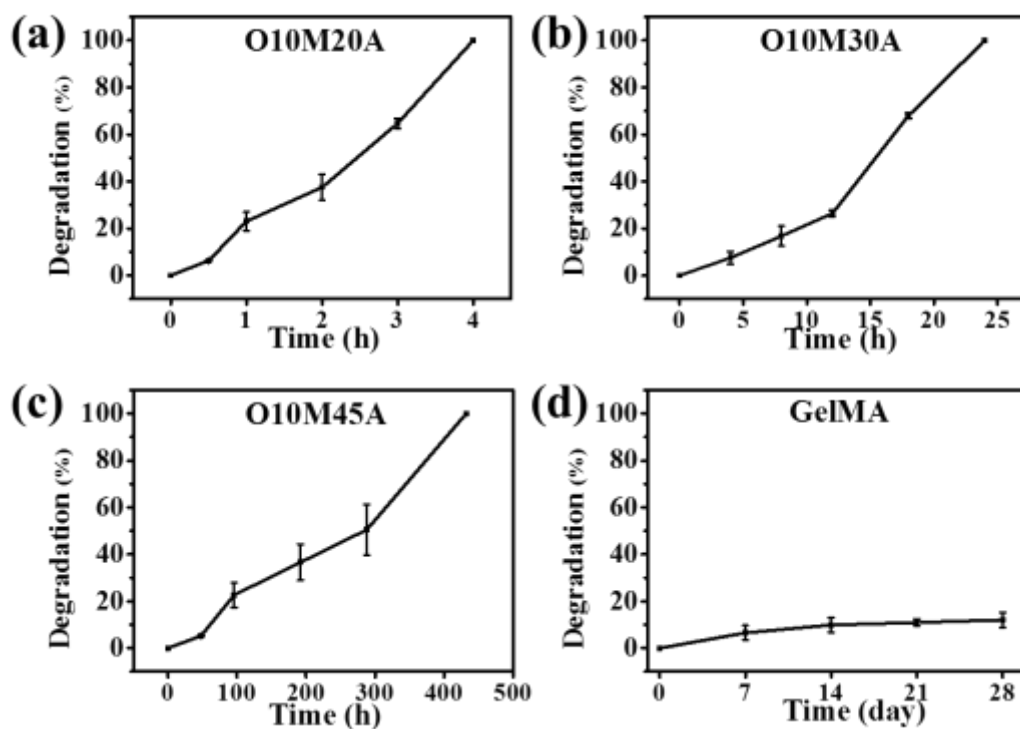 (a)
O10M20A
Degradation (%)
100
80
60
40
20
0
0 1 2 3 4
Time (h)
(b)
O10M30A
Degradation (%)
100
80
60
40
20
0
0 5 10 15 20 25
Time (h)
(c)
O10M45A
Degradation (%)
100
80
60
40
20
0
0 100 200 300 400 500
Time (h)
(d)
GelMA
Degradation (%)
100
80
60
40
20
0
0 7 14 21 28
Time (day)